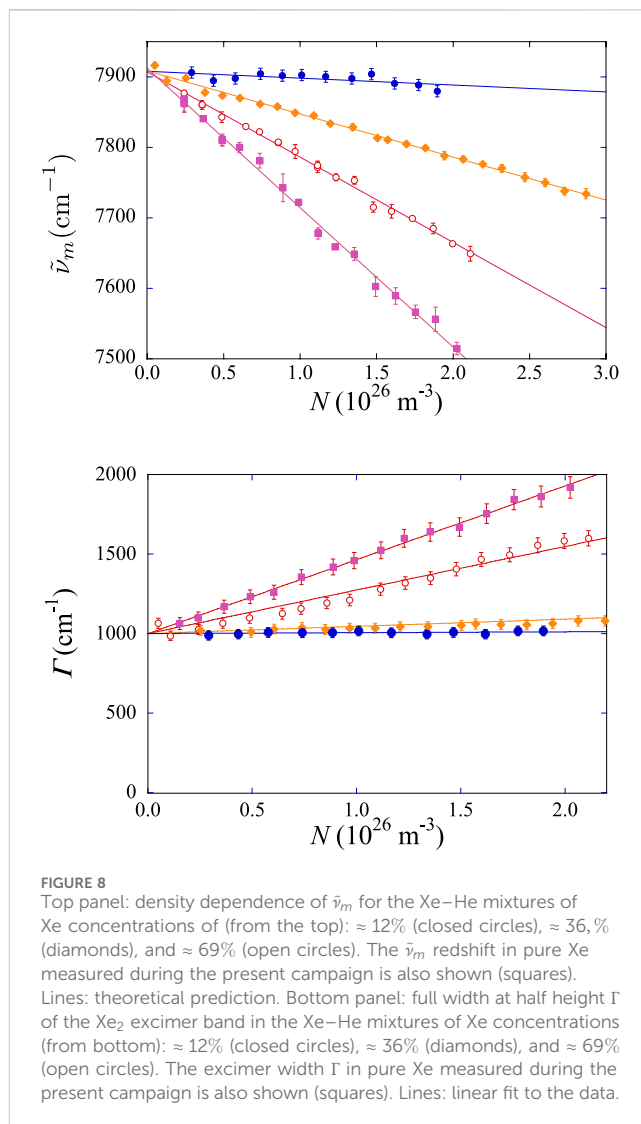 7900
7800
7700
7600
7500
ν̃m (cm−1)
0.0 0.5 1.0 1.5 2.0 2.5 3.0
N (10^26 m−3)
2000
1500
1000
500
0
Γ (cm−1)
0.0 0.5 1.0 1.5 2.0
N (10^26 m−3)
FIGURE 8
Top panel: density dependence of ν̃m for the Xe–He mixtures of
Xe concentrations of (from the top): ≈ 12% (closed circles), ≈ 36,%
(diamonds), and ≈ 69% (open circles). The ν̃m redshift in pure Xe
measured during the present campaign is also shown (squares).
Lines: theoretical prediction. Bottom panel: full width at half height Γ
of the Xe2 excimer band in the Xe–He mixtures of Xe concentrations
(from bottom): ≈ 12% (closed circles), ≈ 36% (diamonds), and ≈ 69%
(open circles). The excimer width Γ in pure Xe measured during the
present campaign is also shown (squares). Lines: linear fit to the data.